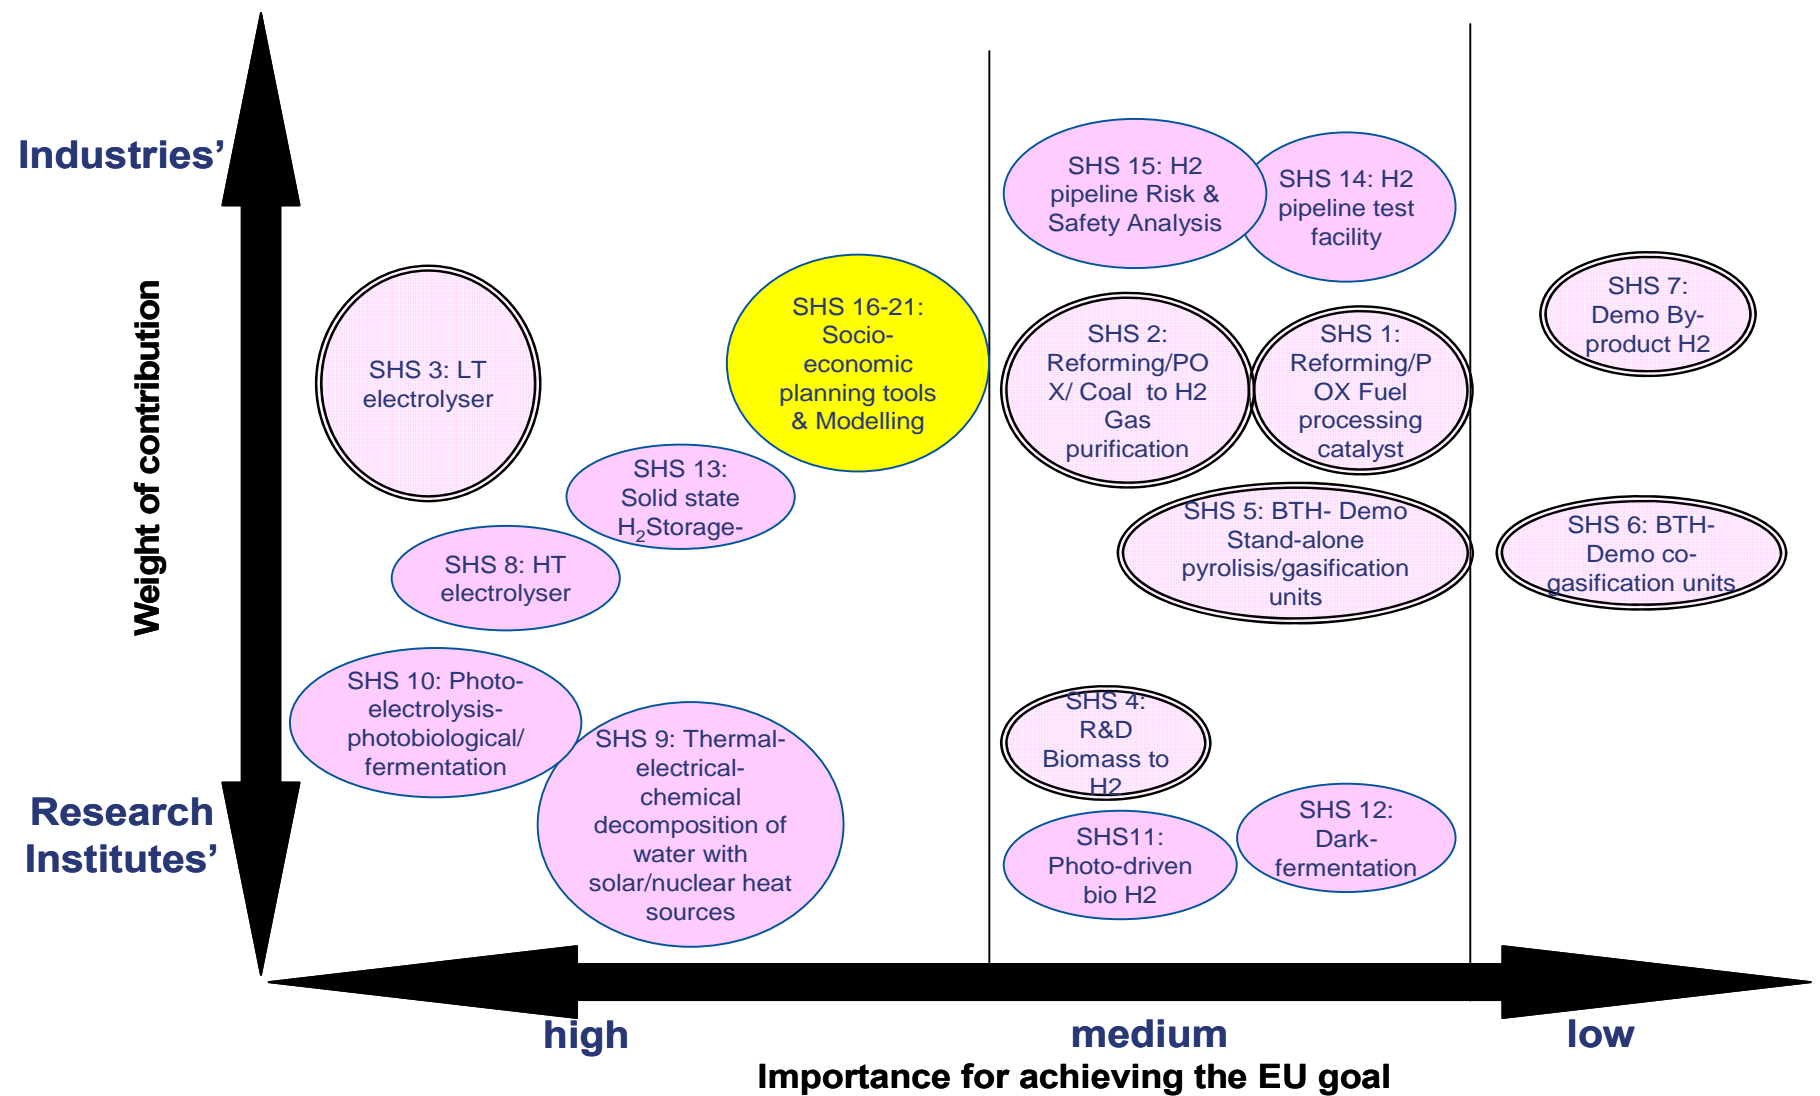 Industries’
Weight of contribution
Research
Institutes’
SHS 15: H2
pipeline Risk &
Safety Analysis
SHS 14: H2
pipeline test
facility
SHS 7:
Demo By-
product H2
SHS 3: LT
electrolyser
SHS 16-21:
Socio-
economic
planning tools
& Modelling
SHS 2:
Reforming/PO
X/ Coal  to H2
Gas
purification
SHS 1:
Reforming/P
OX Fuel
processing
catalyst
SHS 13:
Solid state
H₂Storage-
SHS 8: HT
electrolyser
SHS 5: BTH- Demo
Stand-alone
pyrolisis/gasification
units
SHS 6: BTH-
Demo co-
gasification units
SHS 10: Photo-
electrolysis-
photobiological/
fermentation
SHS 9: Thermal-
electrical-
chemical
decomposition of
water with
solar/nuclear heat
sources
SHS 4:
R&D
Biomass to
H2
SHS11:
Photo-driven
bio H2
SHS 12:
Dark-
fermentation
high
medium
low
Importance for achieving the EU goal